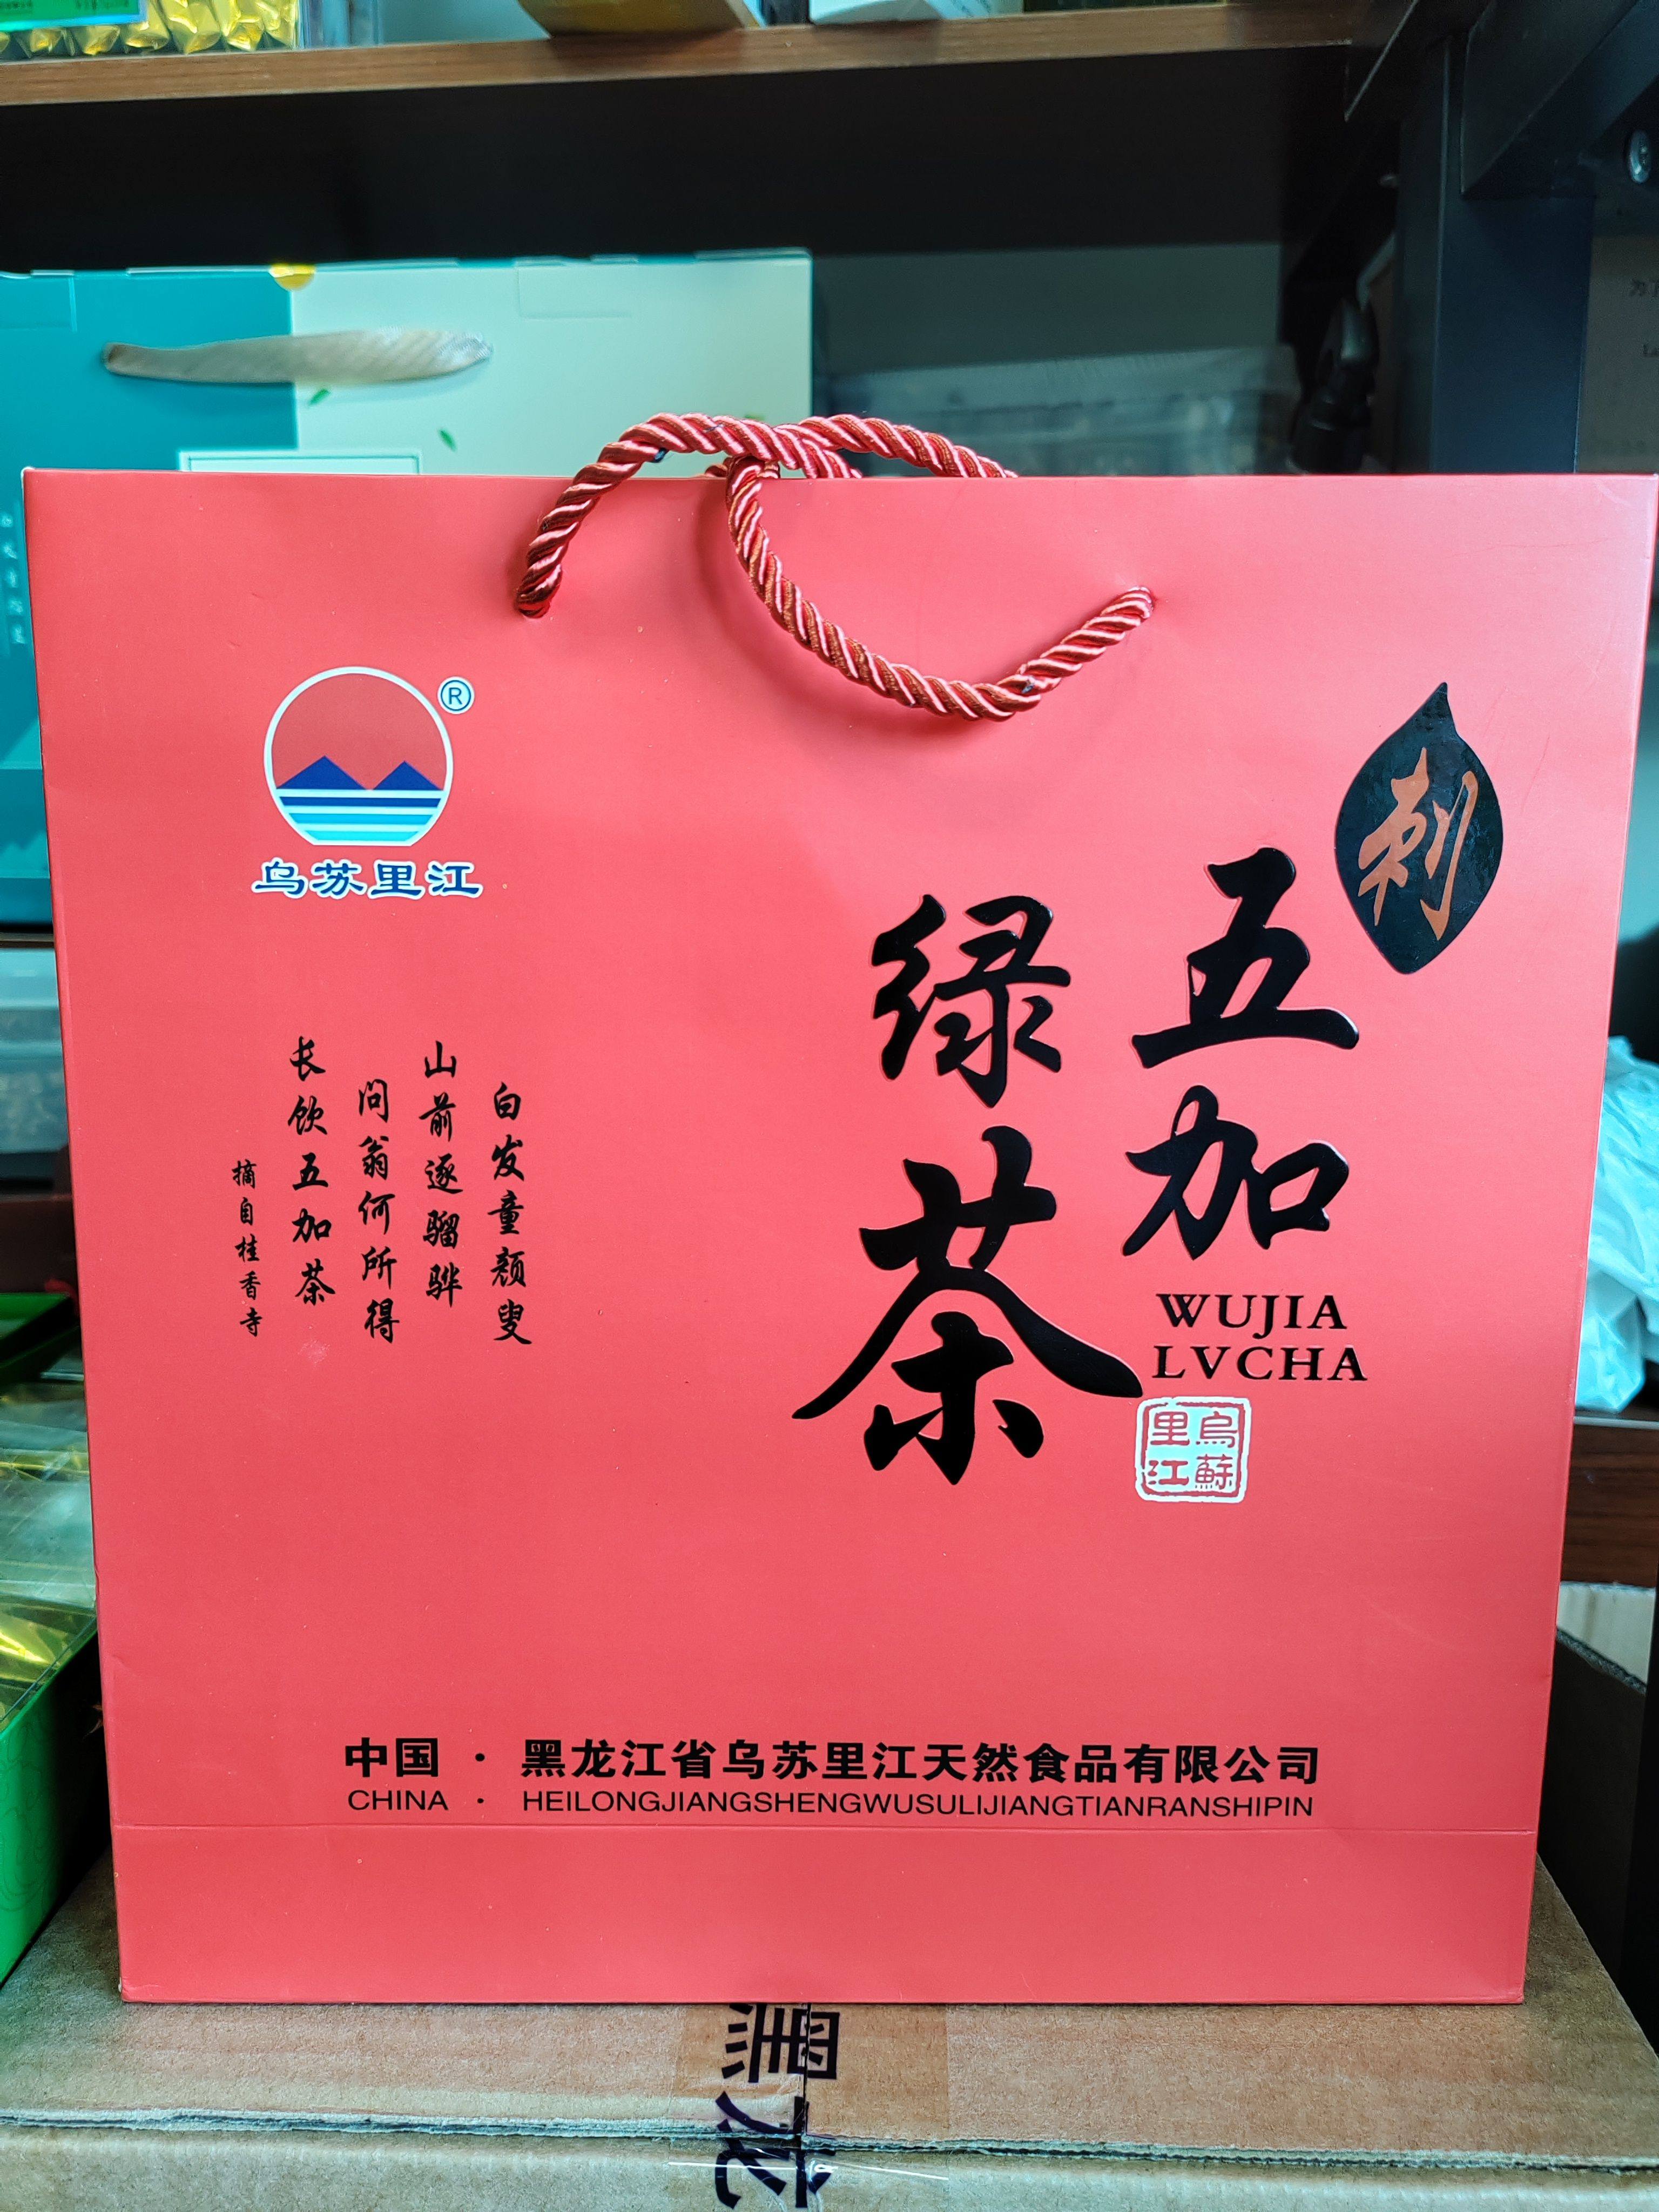 ®
乌苏里江
刺
五加
绿茶
WUJIA
LVCHA
乌蘇
里江
白发童颜叟
山前逐骝骅
问翁何所得
长饮五加茶
摘自桂香寺
中国·黑龙江省乌苏里江天然食品有限公司
CHINA · HEILONGJIANGSHENGWUSULIJIANGTIANRANSHIPIN
黑龙